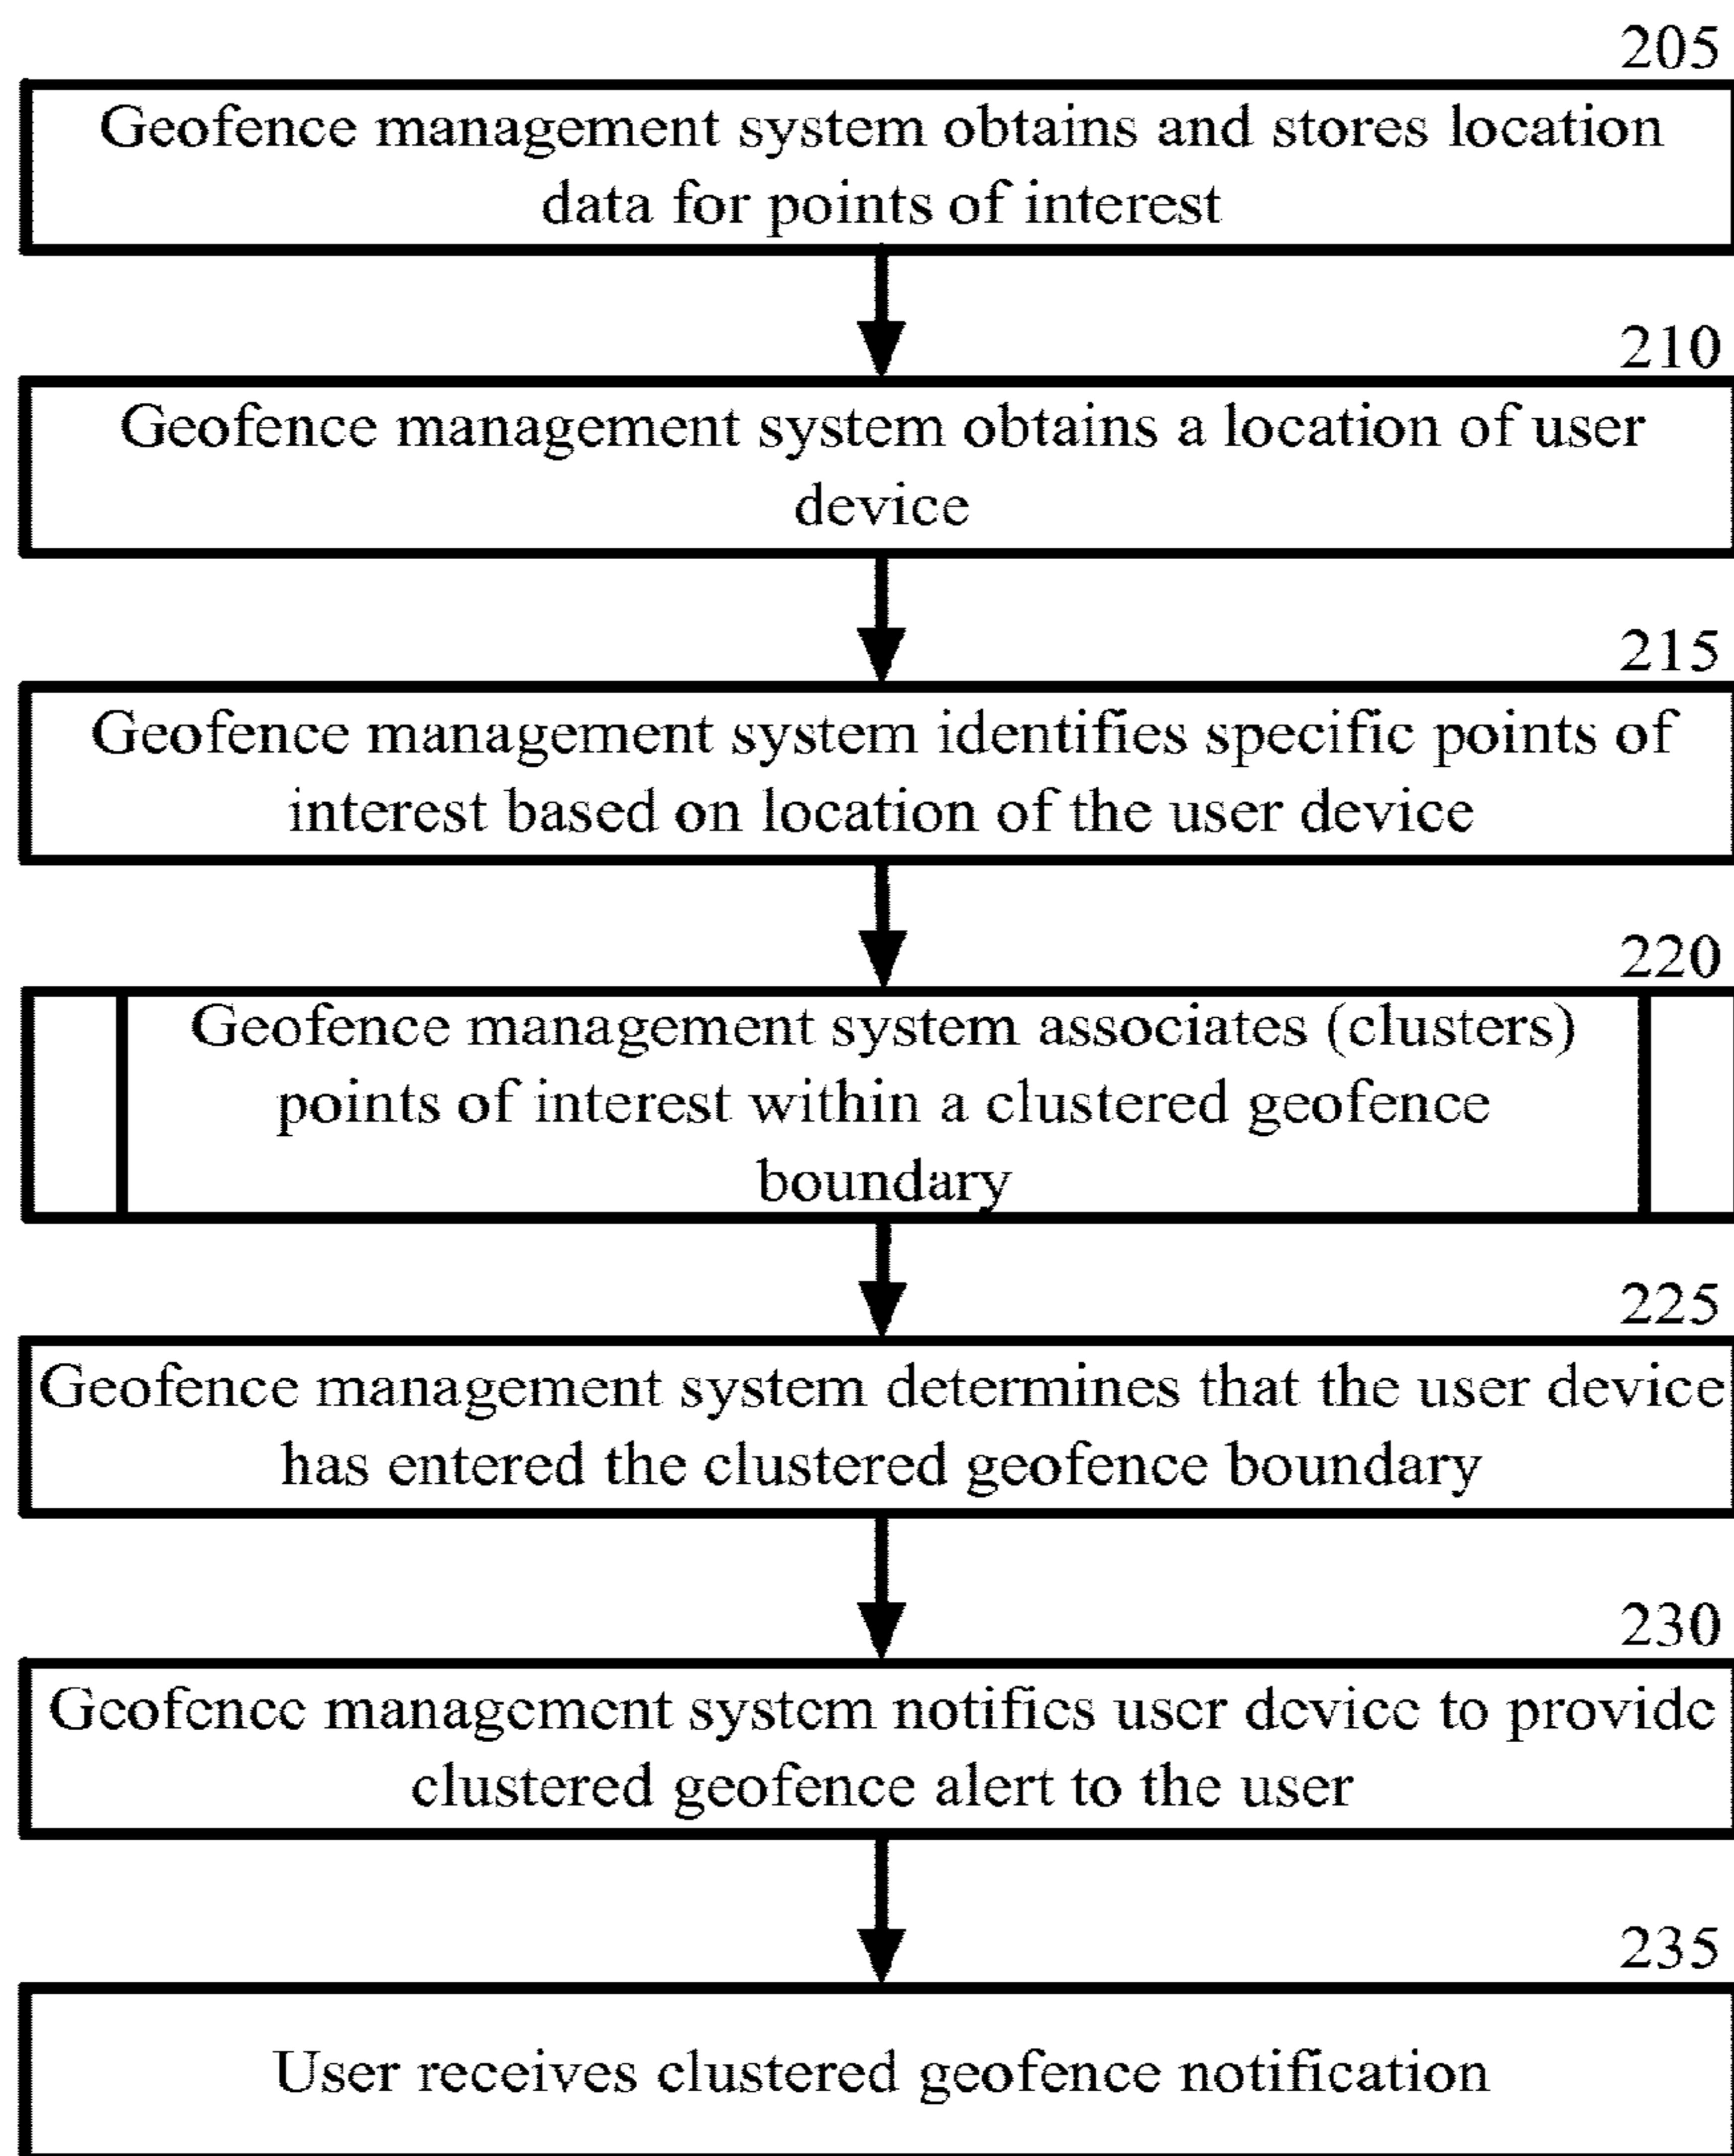 205
Geofence management system obtains and stores location
data for points of interest
210
Geofence management system obtains a location of user
device
215
Geofence management system identifies specific points of
interest based on location of the user device
220
Geofence management system associates (clusters)
points of interest within a clustered geofence
boundary
225
Geofence management system determines that the user device
has entered the clustered geofence boundary
230
Geofence management system notifies user device to provide
clustered geofence alert to the user
235
User receives clustered geofence notification